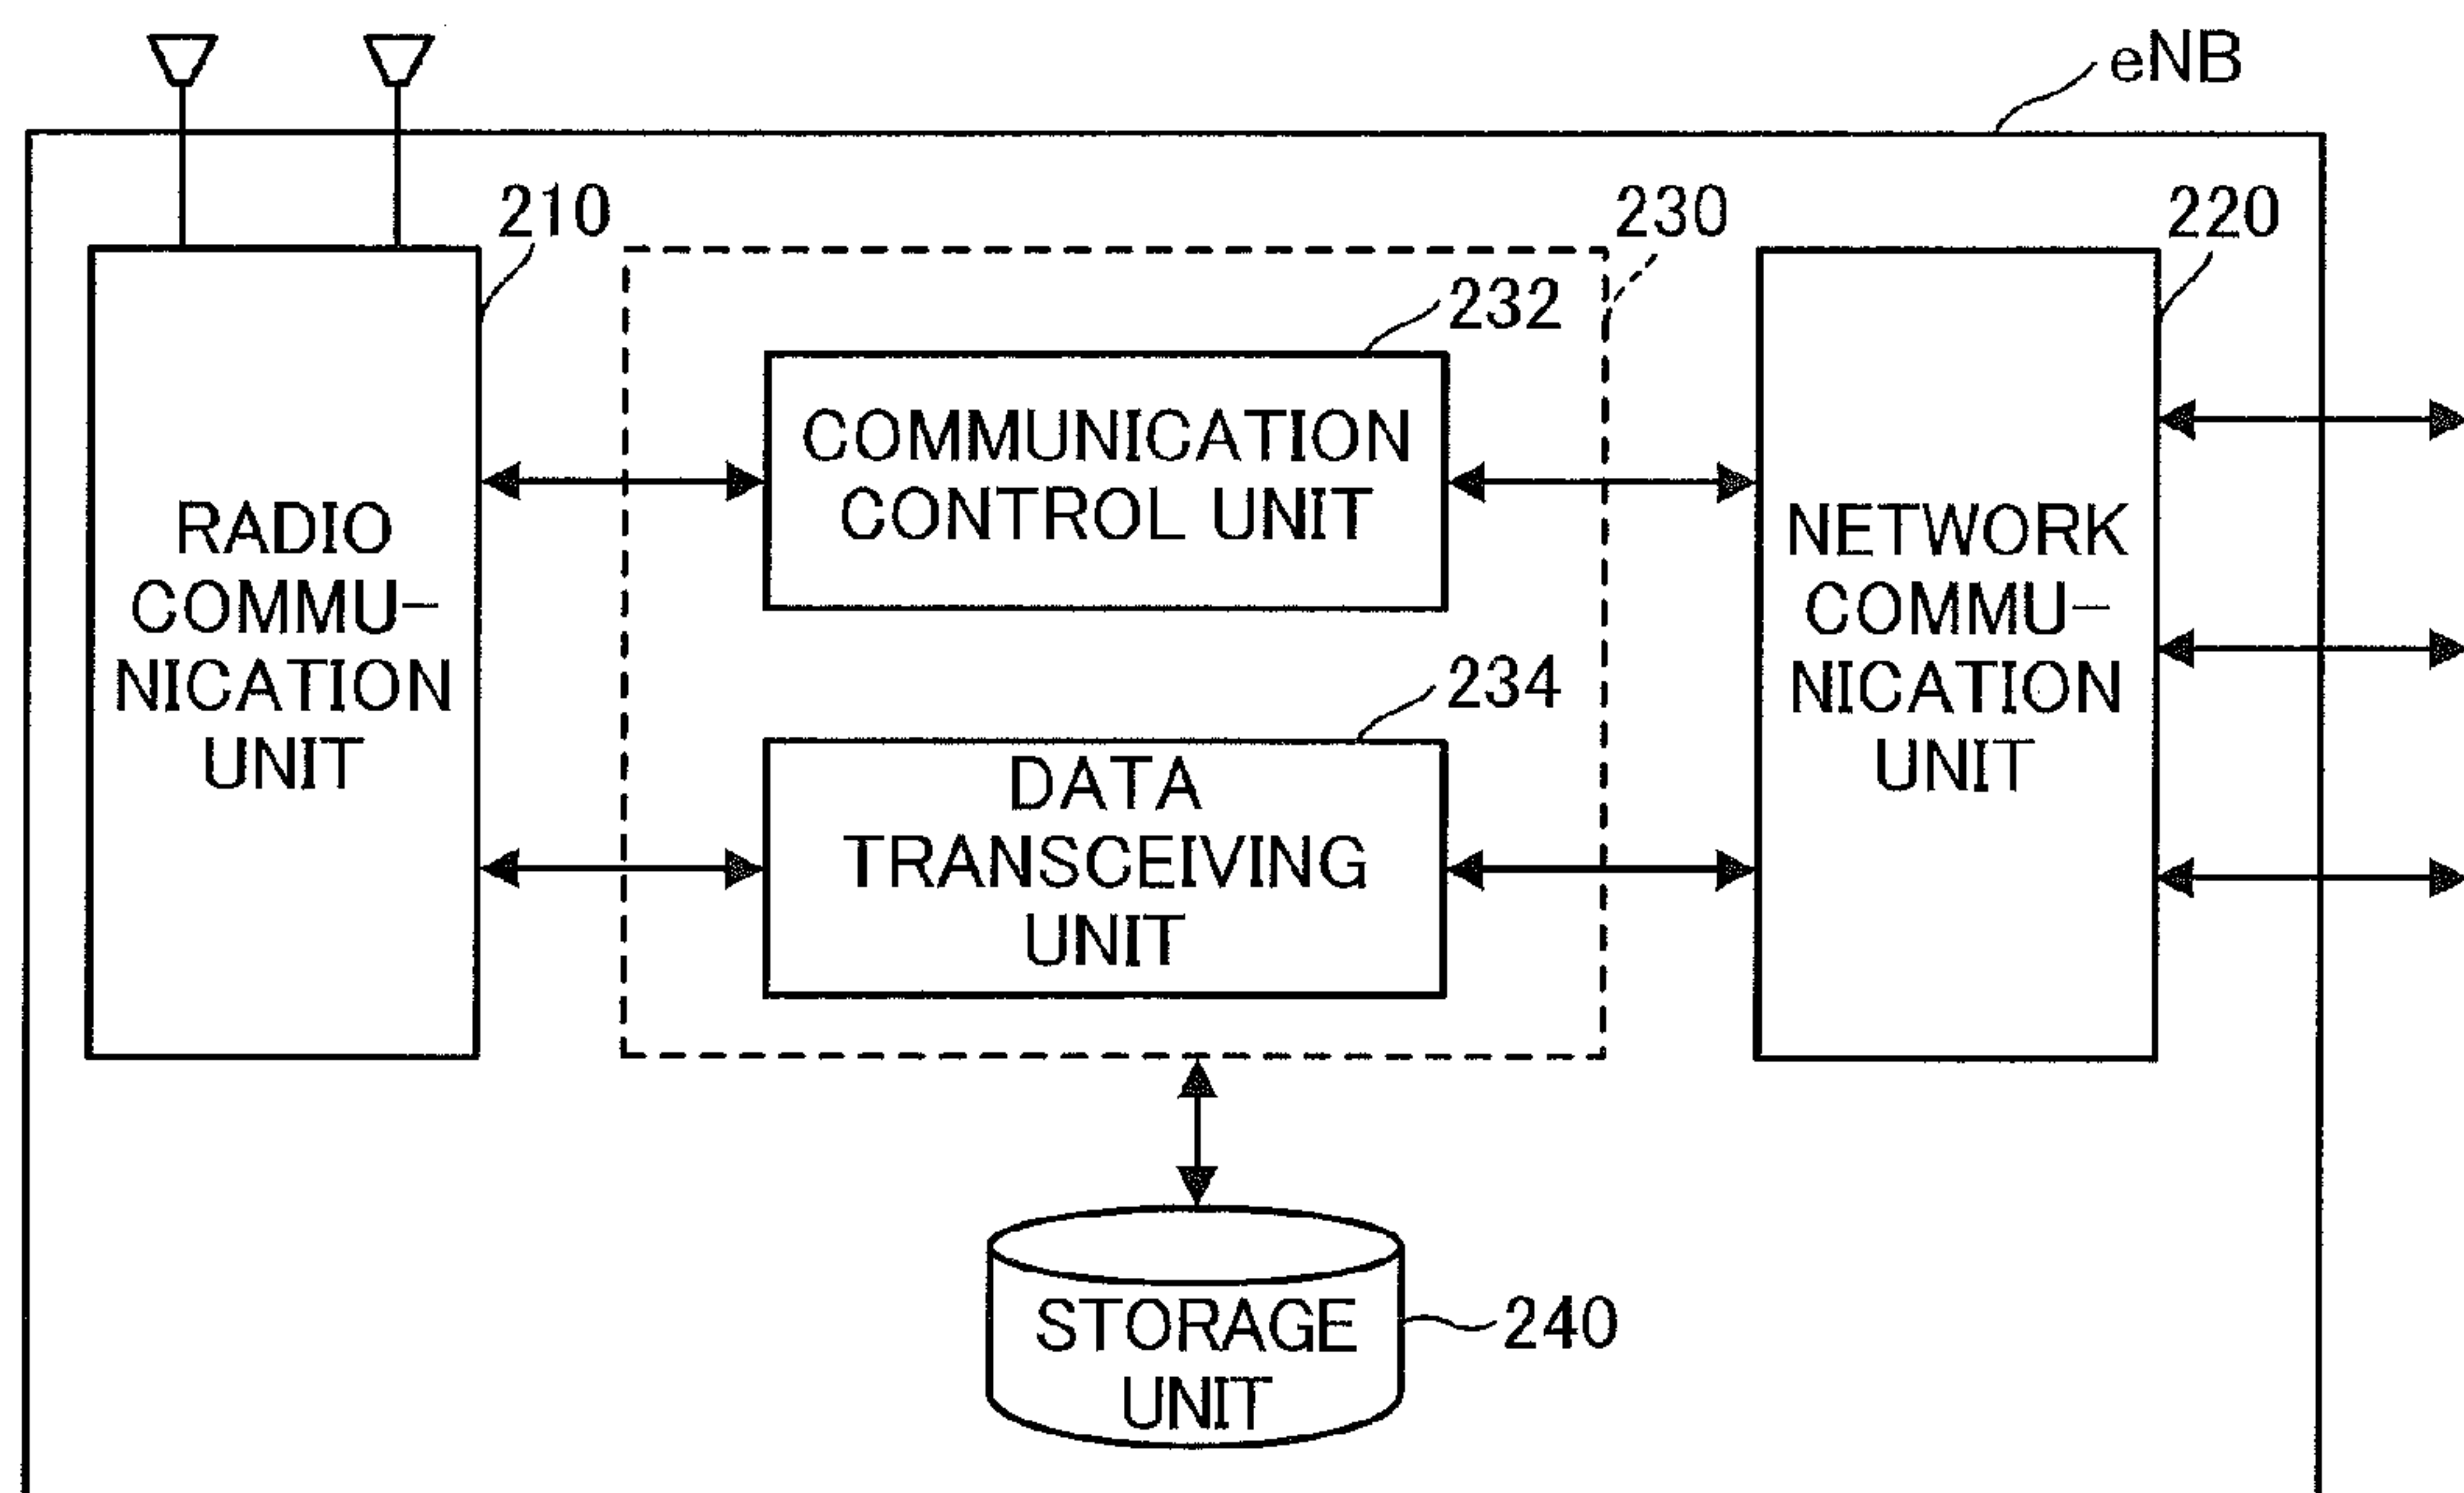 eNB
210
230
220
232
COMMUNICATION
CONTROL UNIT
RADIO
COMMU-
NICATION
UNIT
NETWORK
COMMU-
NICATION
UNIT
234
DATA
TRANSCEIVING
UNIT
STORAGE
UNIT
240